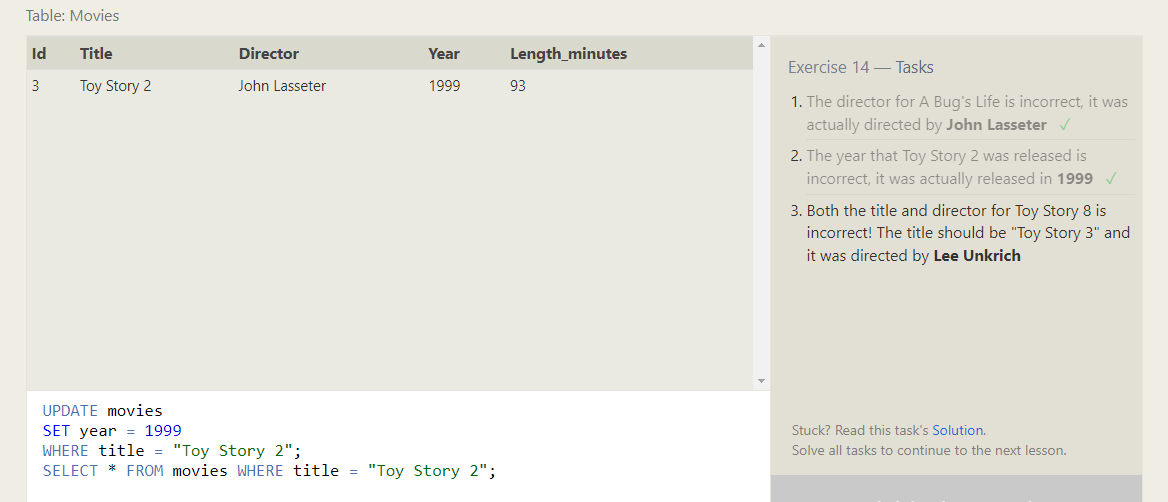 Table: Movies
Id Title Director Year Length_minutes
3 Toy Story 2 John Lasseter 1999 93
Exercise 14 — Tasks
1. The director for A Bug's Life is incorrect, it was
actually directed by John Lasseter ✓
2. The year that Toy Story 2 was released is
incorrect, it was actually released in 1999 ✓
3. Both the title and director for Toy Story 8 is
incorrect! The title should be "Toy Story 3" and
it was directed by Lee Unkrich
Stuck? Read this task's Solution.
Solve all tasks to continue to the next lesson.
UPDATE movies
SET year = 1999
WHERE title = "Toy Story 2";
SELECT * FROM movies WHERE title = "Toy Story 2";